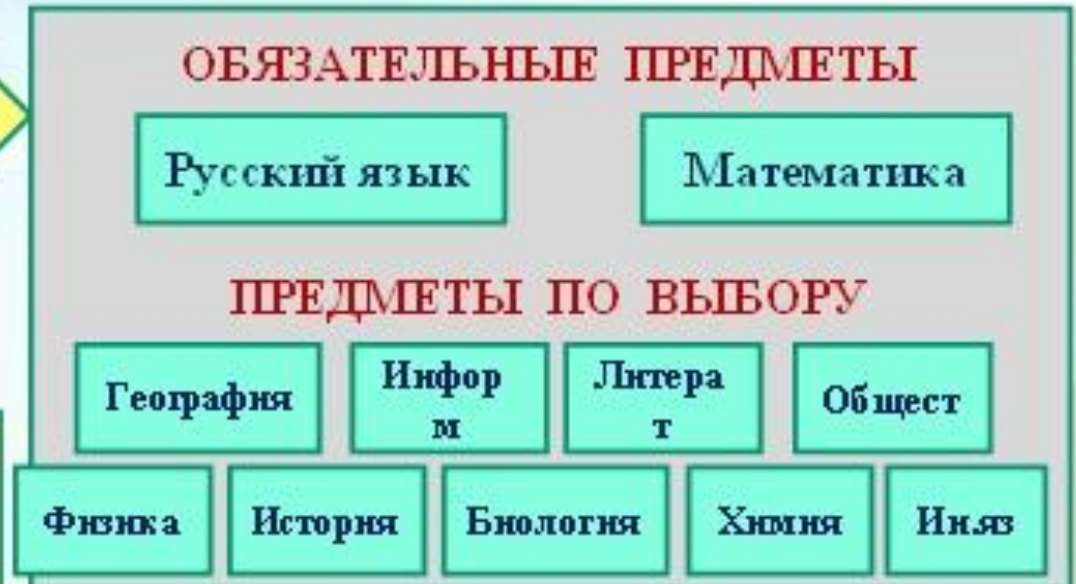 ОБЯЗАТЕЛЬНЫЕ ПРЕДМЕТЫ
Русский язык
Математика
ПРЕДМЕТЫ ПО ВЫБОРУ
География
Инфор
м
Литера
т
Общест
Физика
История
Биология
Химия
Ин.яз